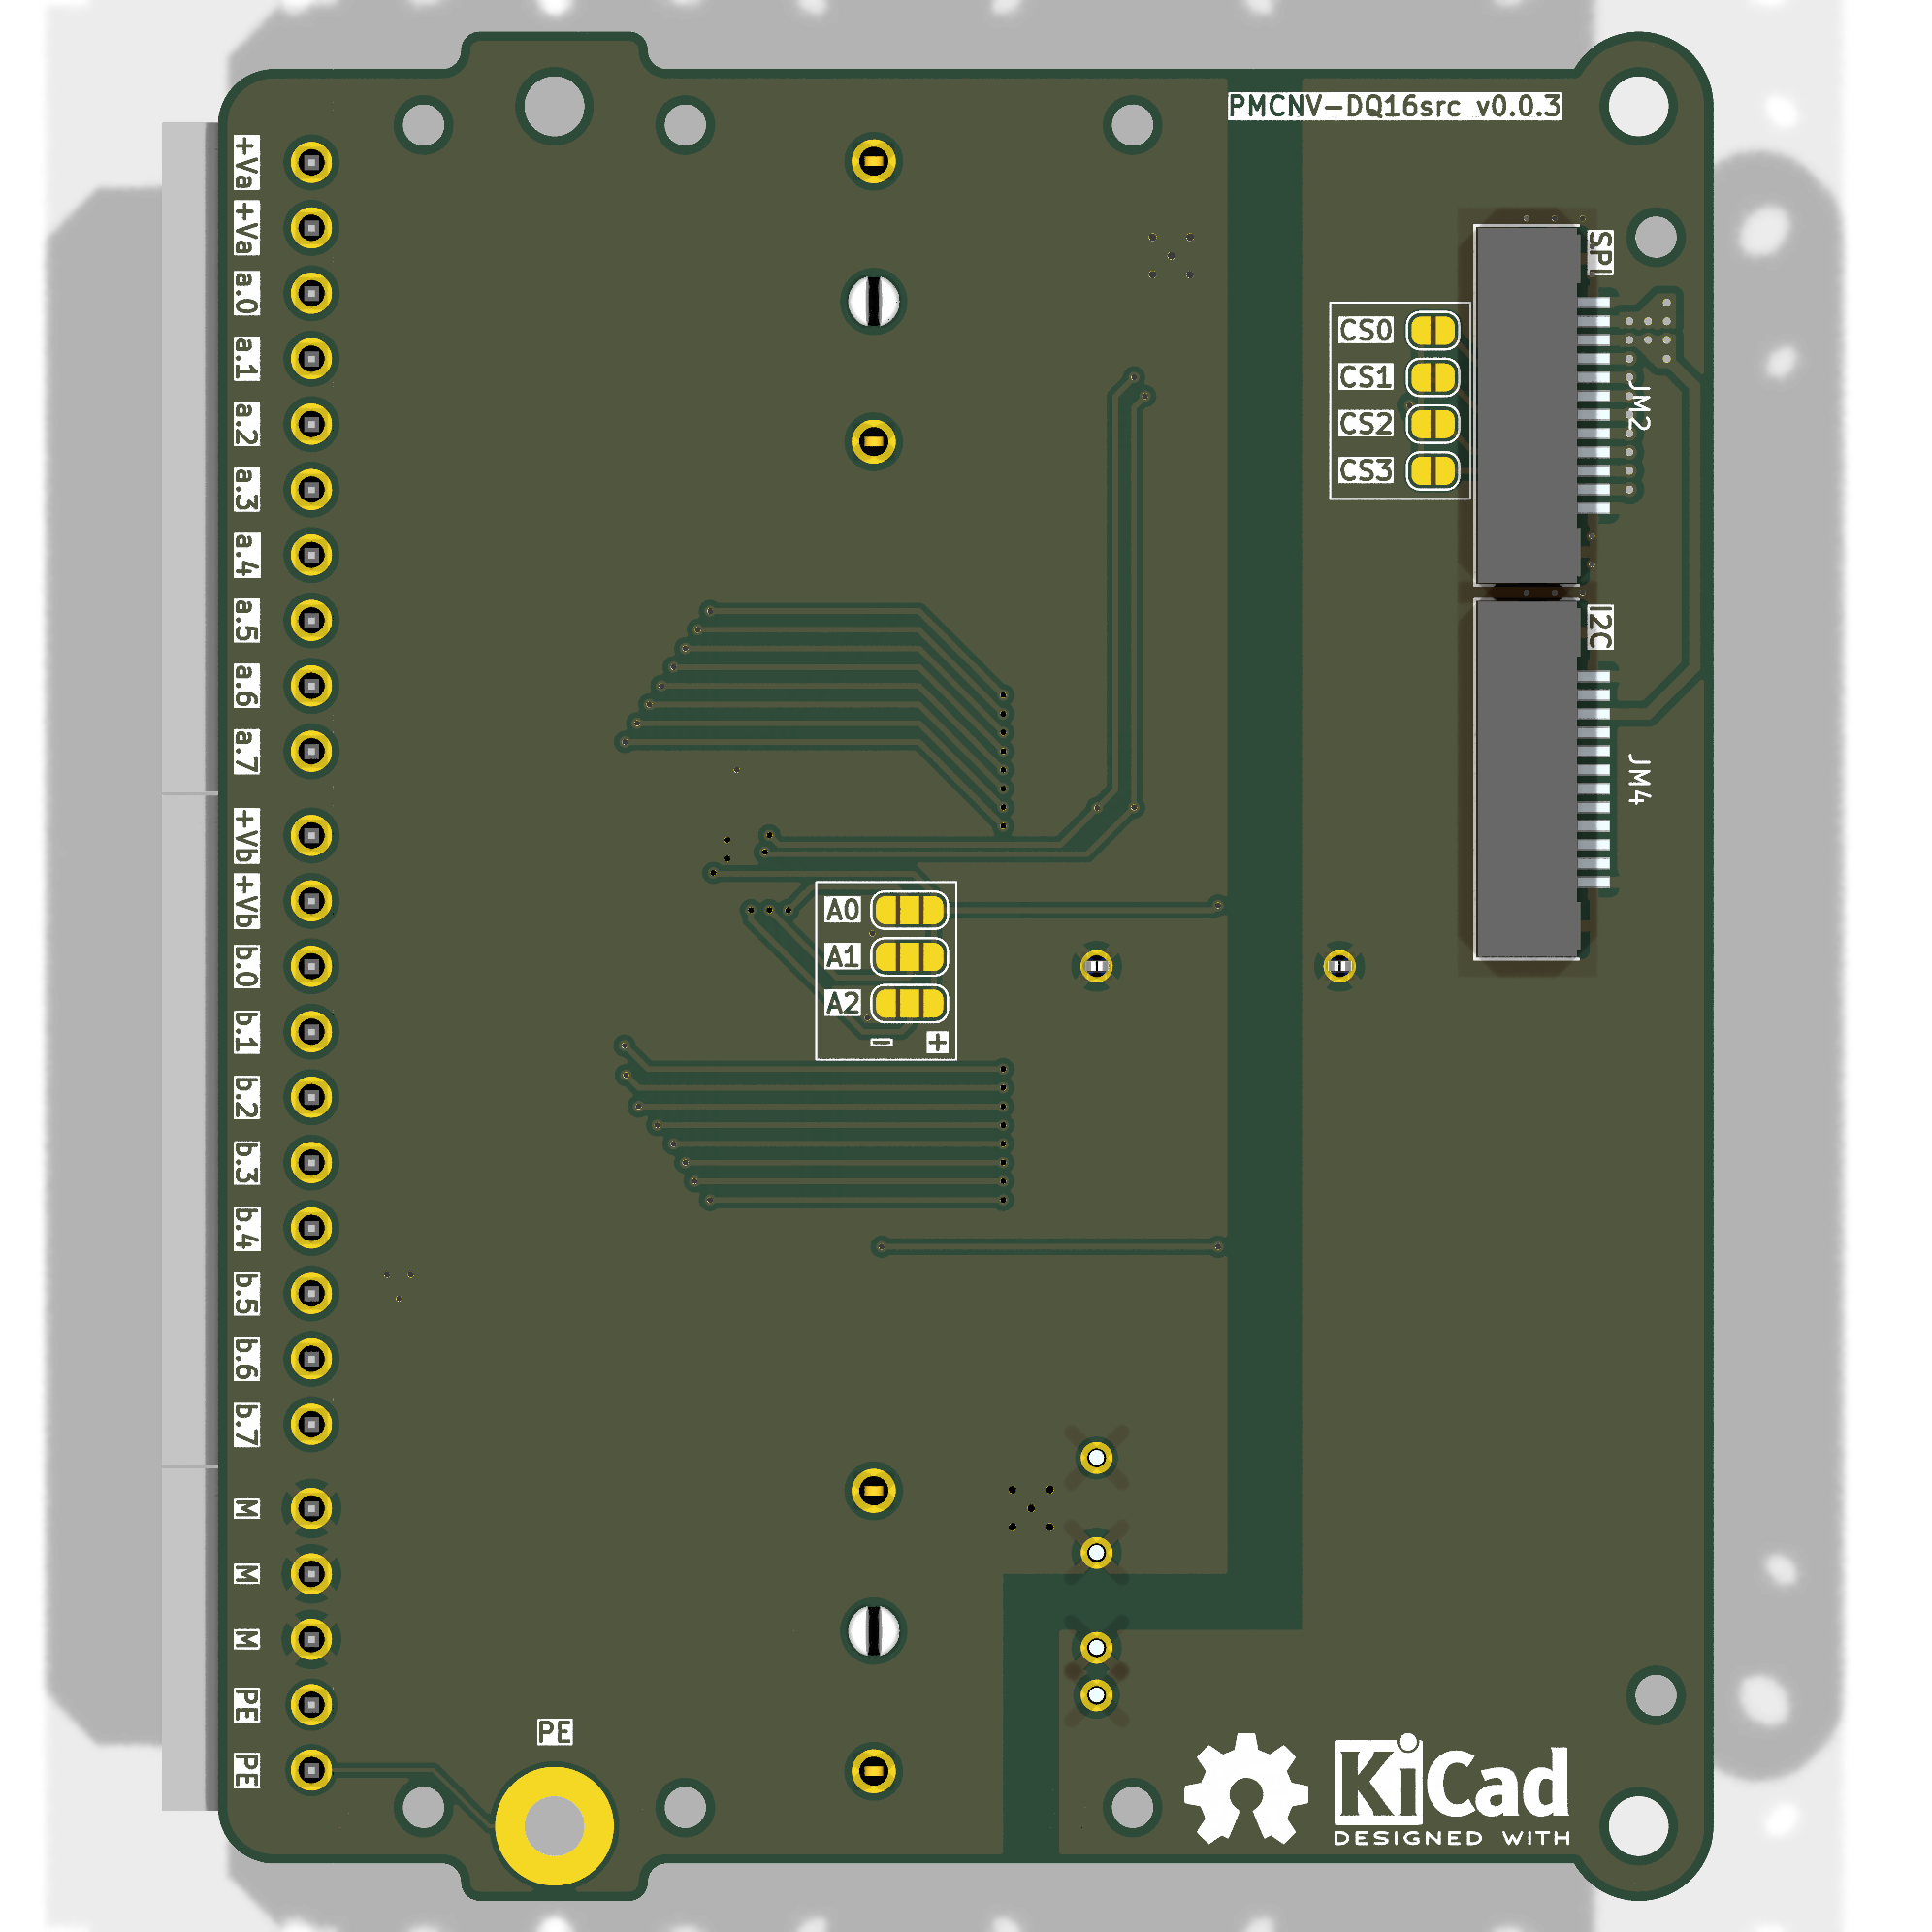 PMCNV-DQ16src v0.0.3
+Va
+Va
a.0
a.1
a.2
a.3
a.4
a.5
a.6
a.7
+Vb
+Vb
b.0
b.1
b.2
b.3
b.4
b.5
b.6
b.7
M
M
M
PE
PE
SPI
CS0
CS1
CS2
CS3
JM2
I2C
JM4
A0
A1
A2
- +
PE
KiCad
DESIGNED WITH